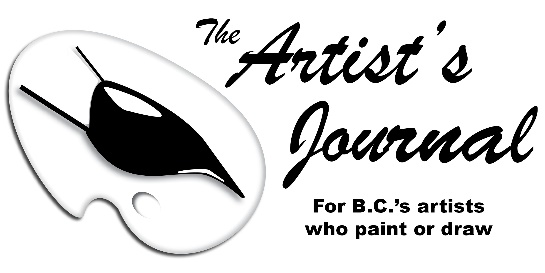 The
Artist's
Journal
For B.C.'s artists
who paint or draw